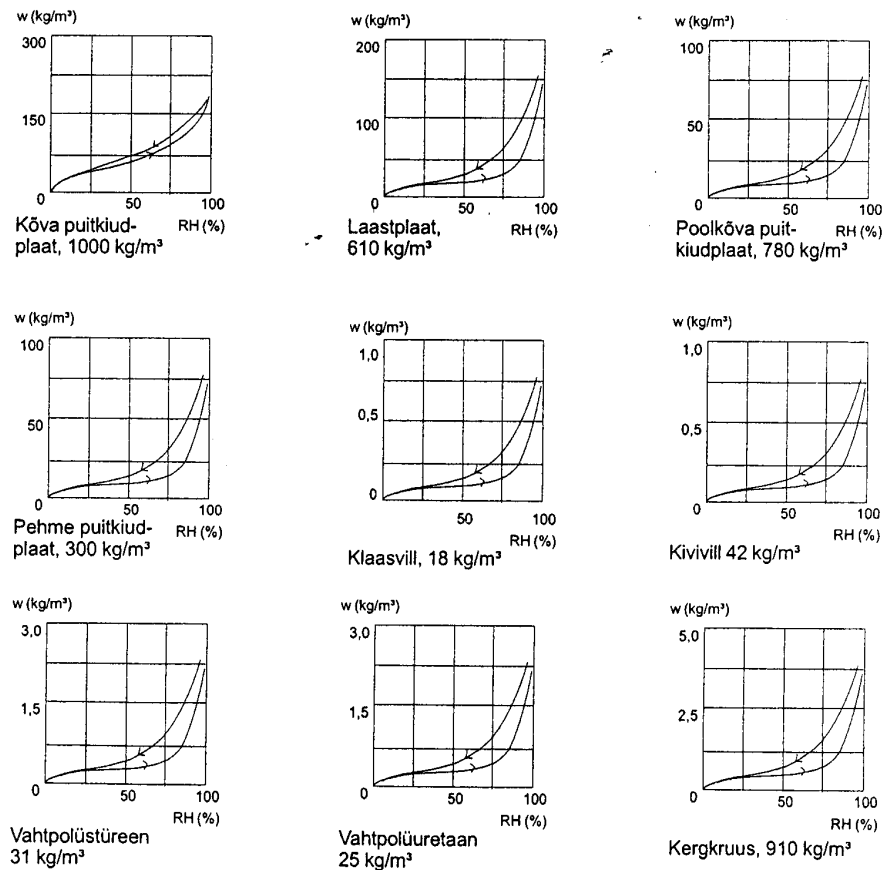 w (kg/m³)
300
150
0
50
100
RH (%)
Kõva puitkiud-
plaat, 1000 kg/m³
w (kg/m³)
200
100
0
50
100
RH (%)
Laastplaat,
610 kg/m³
w (kg/m³)
100
50
0
50
100
RH (%)
Poolkõva puit-
kiudplaat, 780 kg/m³
w (kg/m³)
100
50
0
50
100
RH (%)
Pehme puitkiud-
plaat, 300 kg/m³
w (kg/m³)
1,0
0,5
0
50
100
RH (%)
Klaasvill, 18 kg/m³
w (kg/m³)
1,0
0,5
0
50
100
RH (%)
Kivivill 42 kg/m³
w (kg/m³)
3,0
1,5
0
50
100
RH (%)
Vahtpolüstüreen
31 kg/m³
w (kg/m³)
3,0
1,5
0
50
100
RH (%)
Vahtpolüuretaan
25 kg/m³
w (kg/m³)
5,0
2,5
0
50
100
RH (%)
Kergkruus, 910 kg/m³